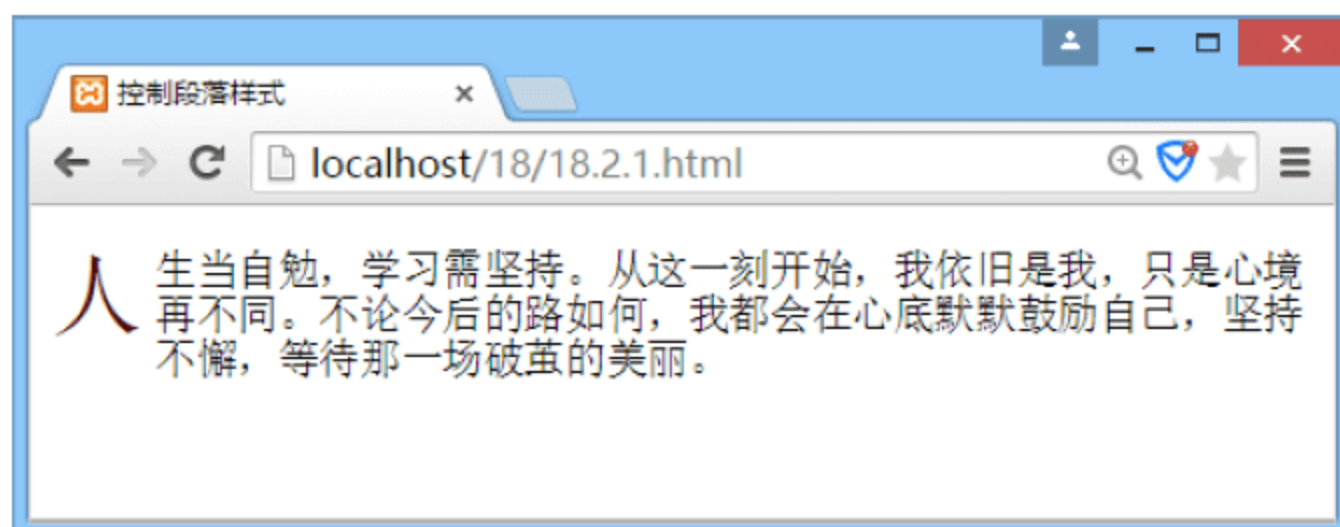 控制段落样式
localhost/18/18.2.1.html
人生当自勉，学习需坚持。从这一刻开始，我依旧是我，只是心境
再不同。不论今后的路如何，我都会在心底默默鼓励自己，坚持
不懈，等待那一场破茧的美丽。